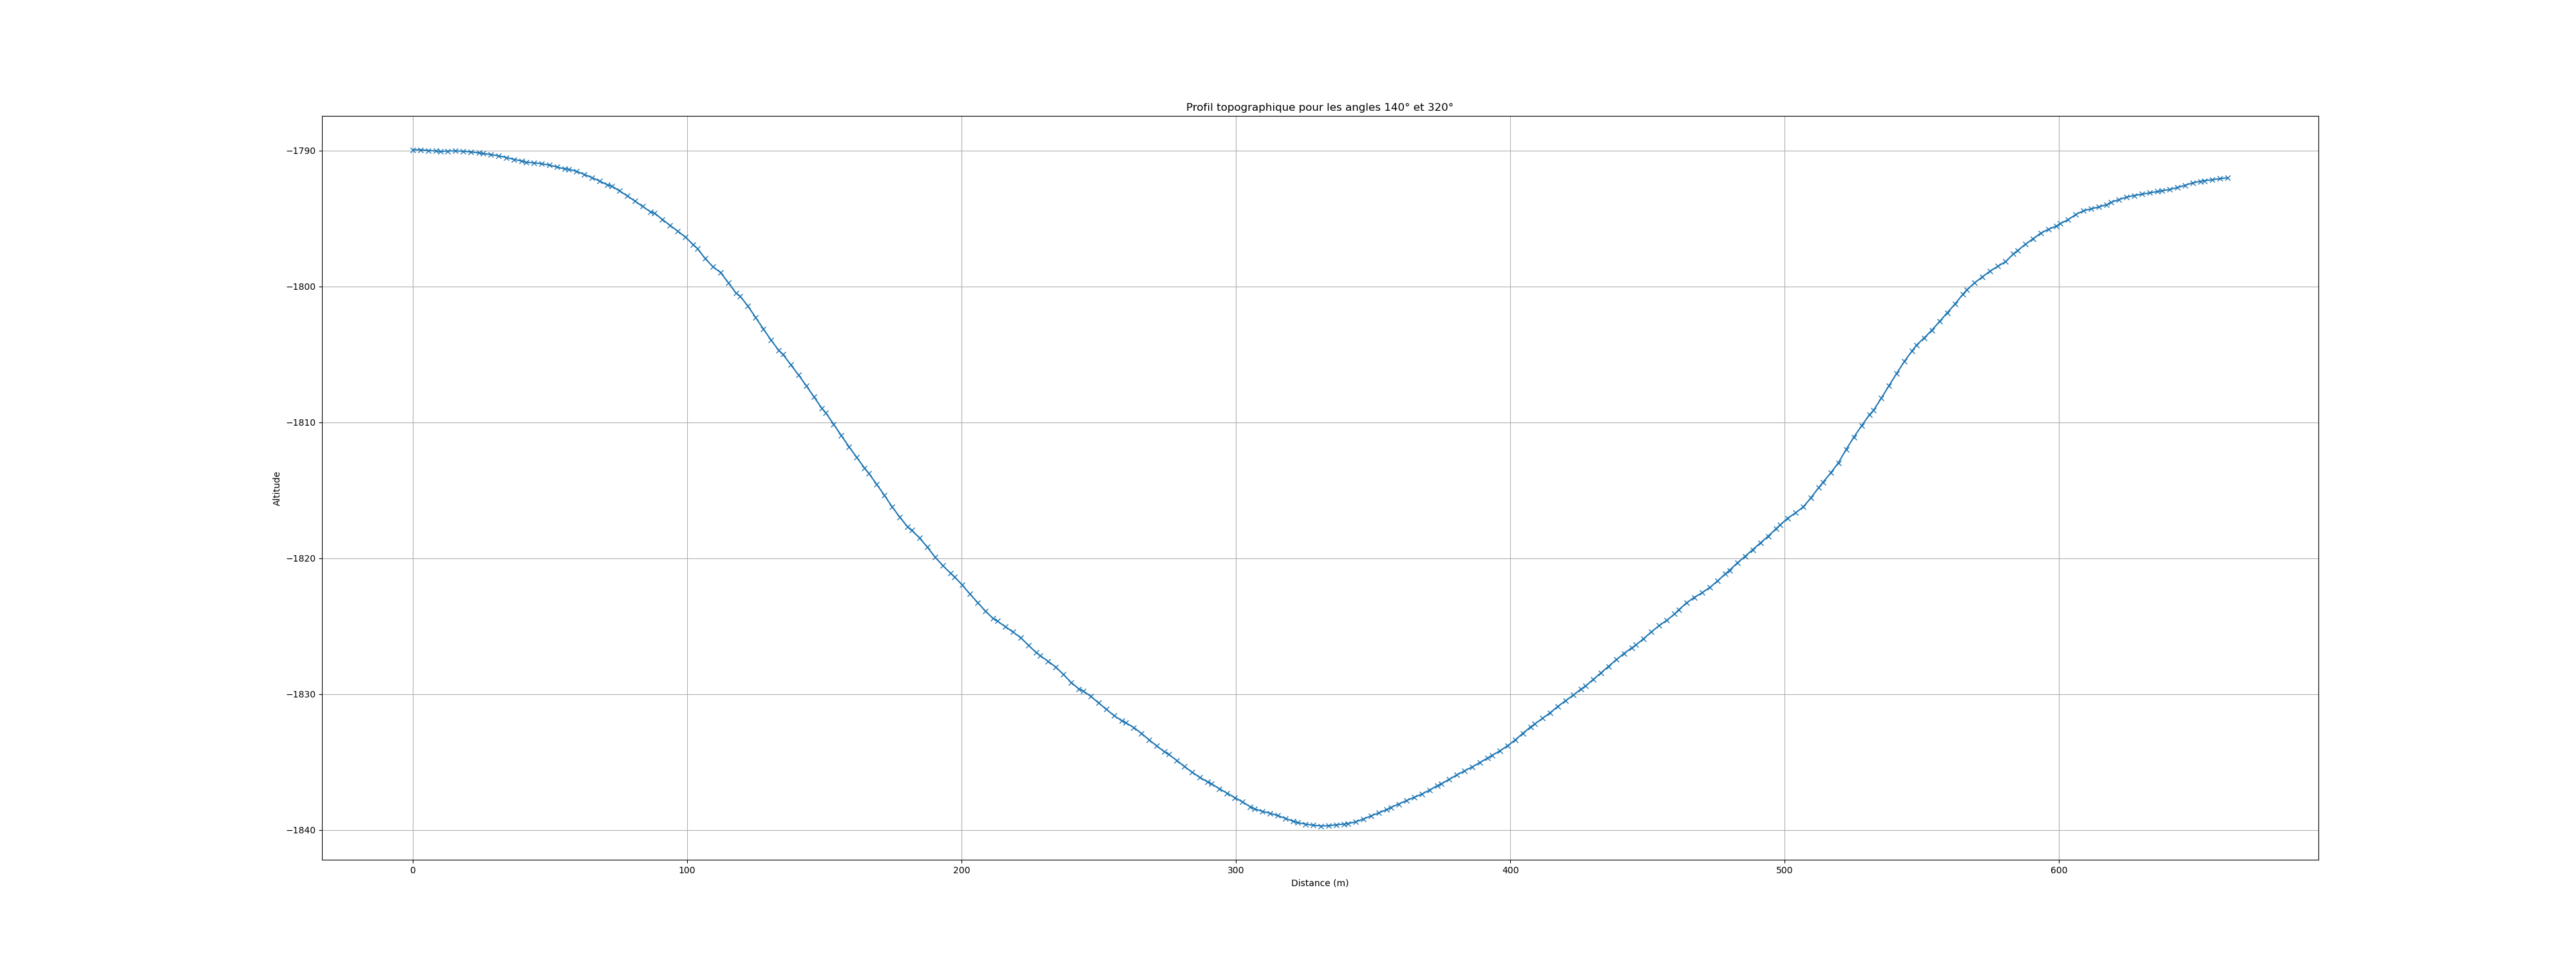 Profil topographique pour les angles 140° et 320°
Altitude
−1790
−1800
−1810
−1820
−1830
−1840
0 100 200 300 400 500 600
Distance (m)